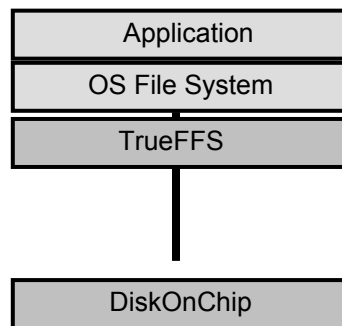 Application
OS File System
TrueFFS
DiskOnChip